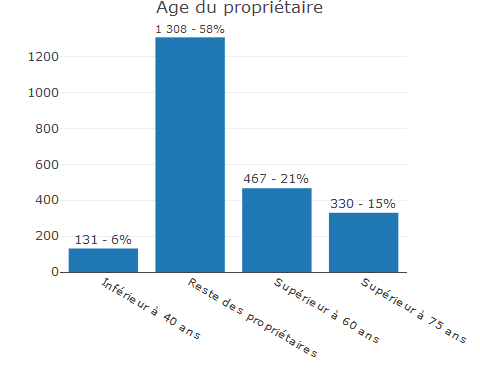 Age du propriétaire
1 308 - 58%
1200
1000
800
600
467 - 21%
400
330 - 15%
200
131 - 6%
0
Inférieur à 40 ans
Reste des propriétaires
Supérieur à 60 ans
Supérieur à 75 ans